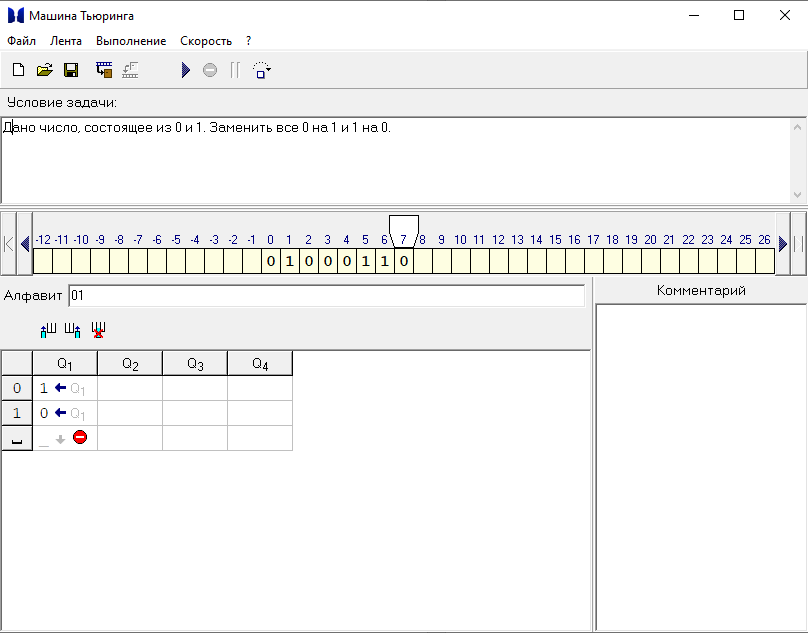 Машина Тьюринга
Файл Лента Выполнение Скорость ?
Условие задачи:
Дано число, состоящее из 0 и 1. Заменить все 0 на 1 и 1 на 0.
-12 -11 -10 -9 -8 -7 -6 -5 -4 -3 -2 -1 0 1 2 3 4 5 6 7 8 9 10 11 12 13 14 15 16 17 18 19 20 21 22 23 24 25 26
0 1 0 0 0 1 1 0
Алфавит 01
Комментарий
Q1 Q2 Q3 Q4
0 1 ← Q1
1 0 ← Q1
␣ _ ↓